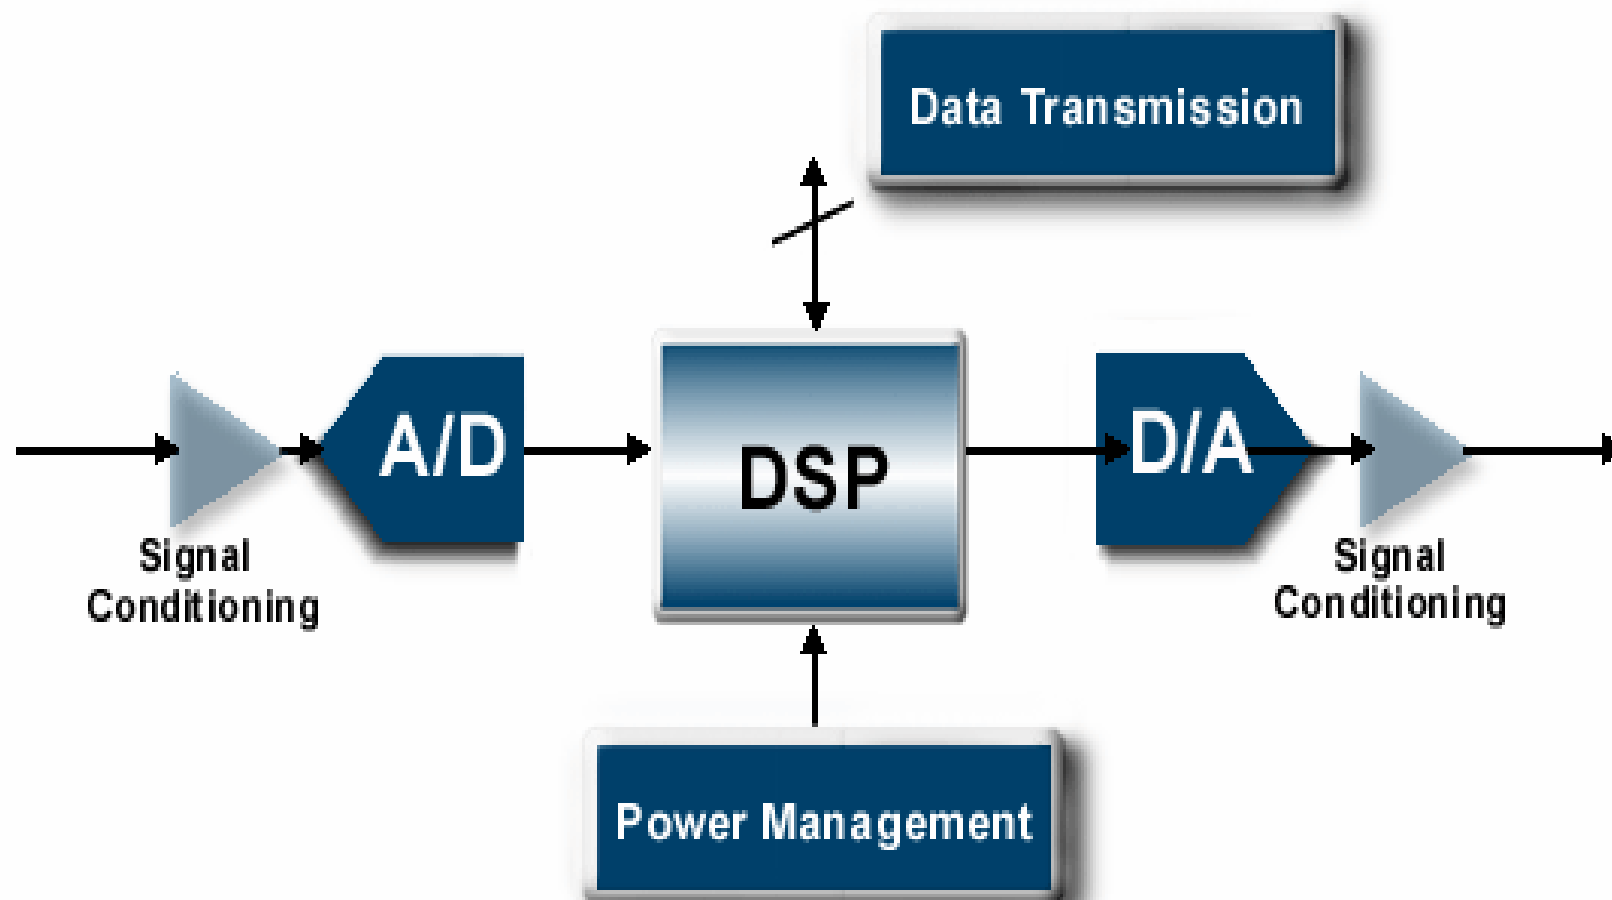 Data Transmission
A/D
DSP
D/A
Signal
Conditioning
Signal
Conditioning
Power Management